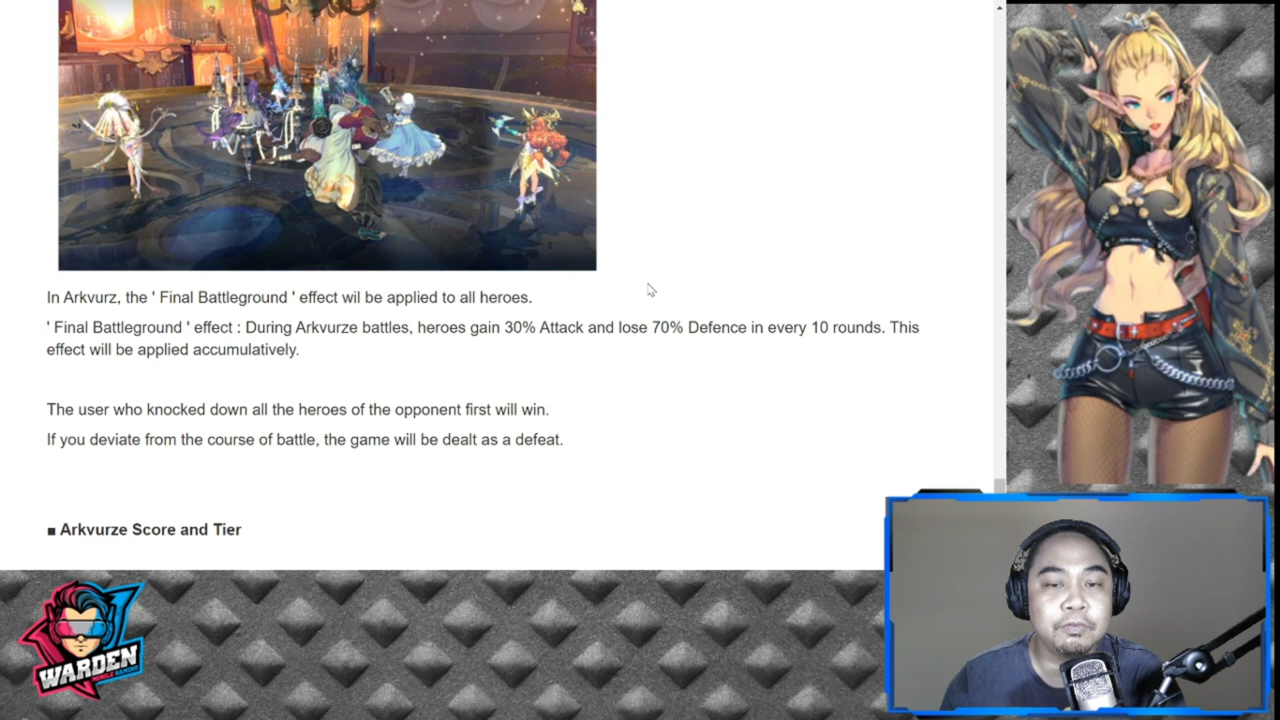 In Arkvurz, the ' Final Battleground ' effect wil be applied to all heroes.
' Final Battleground ' effect : During Arkvurze battles, heroes gain 30% Attack and lose 70% Defence in every 10 rounds. This
effect will be applied accumulatively.
The user who knocked down all the heroes of the opponent first will win.
If you deviate from the course of battle, the game will be dealt as a defeat.
■ Arkvurze Score and Tier
WARDEN
MOBILE GAMING